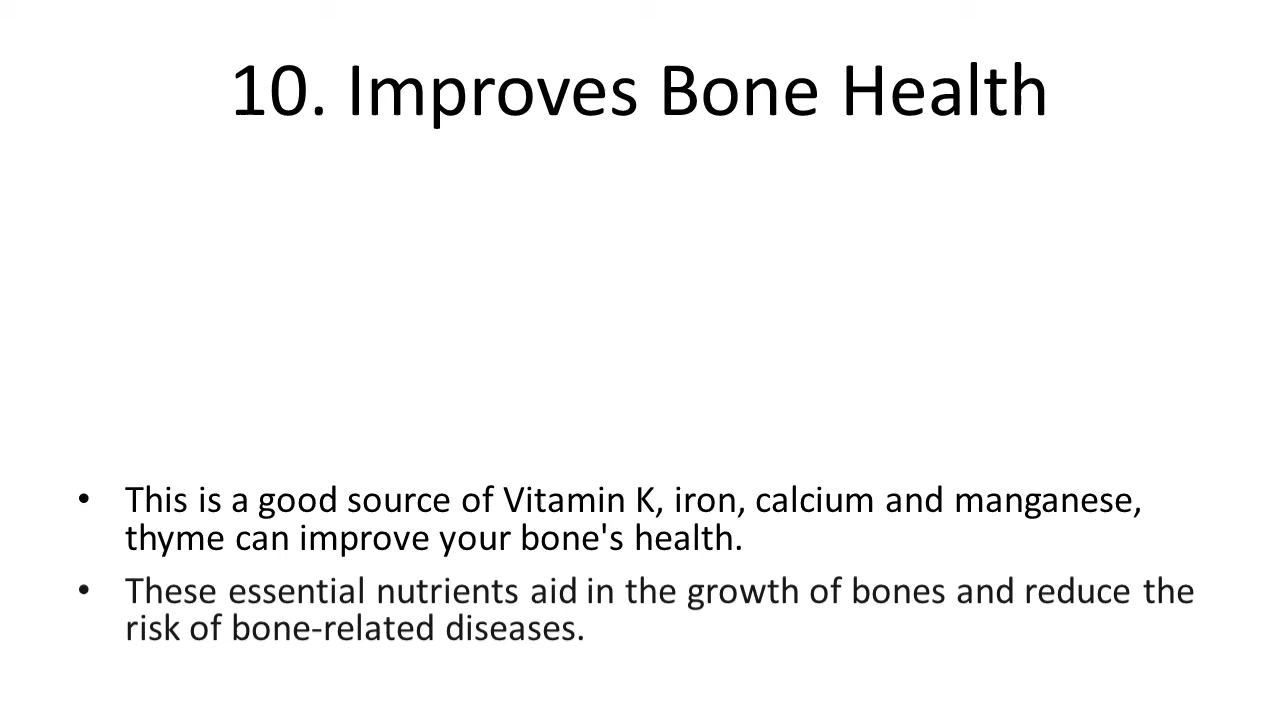 10. Improves Bone Health
• This is a good source of Vitamin K, iron, calcium and manganese,
thyme can improve your bone's health.
• These essential nutrients aid in the growth of bones and reduce the
risk of bone-related diseases.